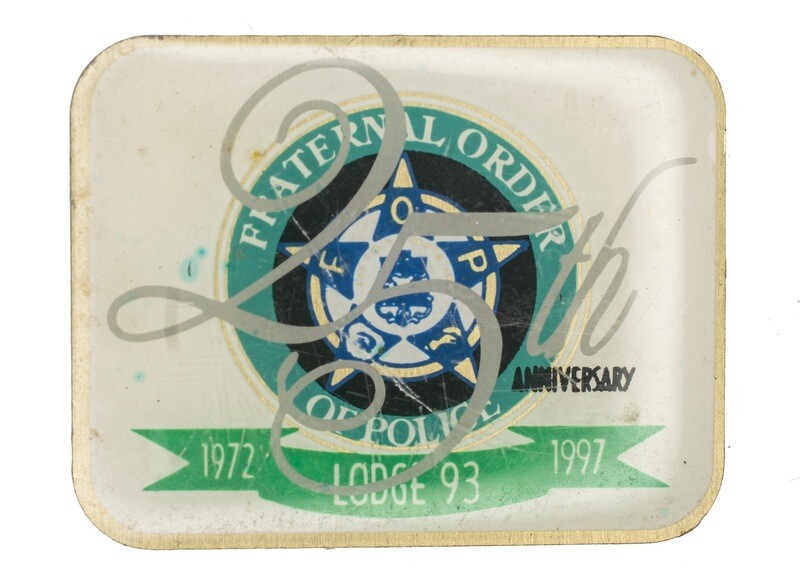 25th
ANNIVERSARY
FRATERNAL ORDER
OF POLICE
F O P
1972 LODGE 93 1997